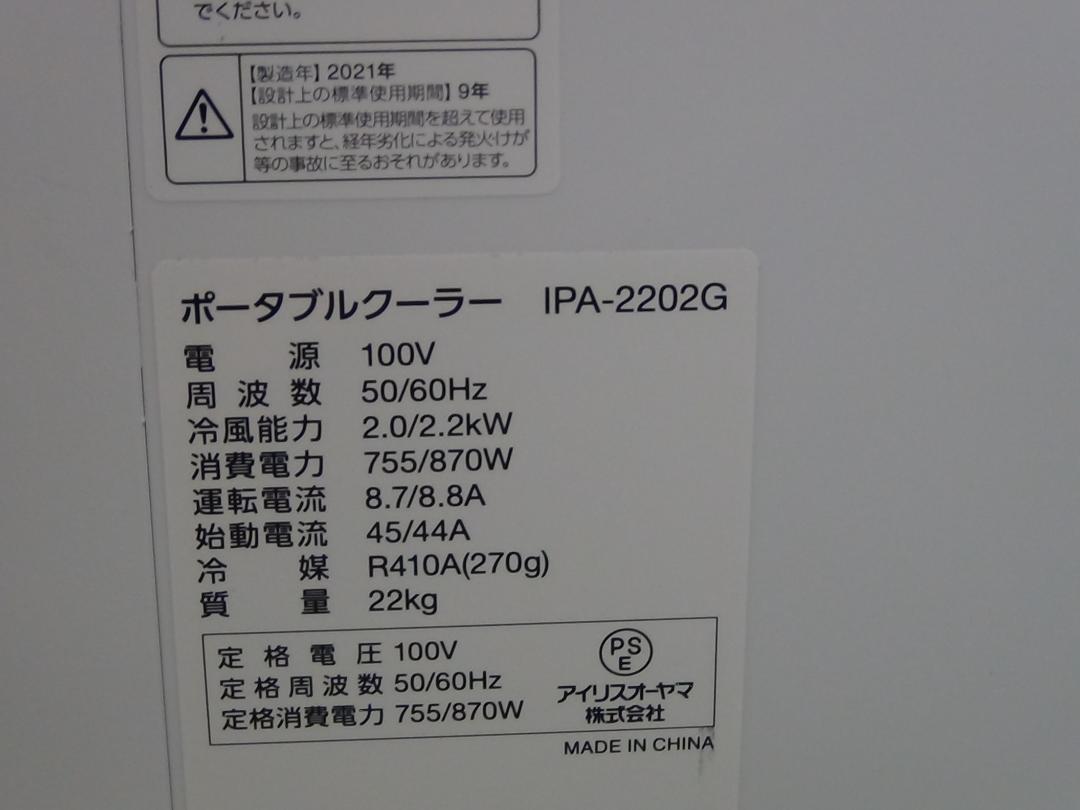 でください。
【製造年】2021年
【設計上の標準使用期間】9年
設計上の標準使用期間を超えて使用
されますと、経年劣化による発火・けが
等の事故に至るおそれがあります。
ポータブルクーラー IPA-2202G
電源 100V
周波数 50/60Hz
冷風能力 2.0/2.2kW
消費電力 755/870W
運転電流 8.7/8.8A
始動電流 45/44A
冷媒 R410A(270g)
質量 22kg
定格電圧 100V
定格周波数 50/60Hz
定格消費電力 755/870W
PS
E
アイリスオーヤマ
株式会社
MADE IN CHINA